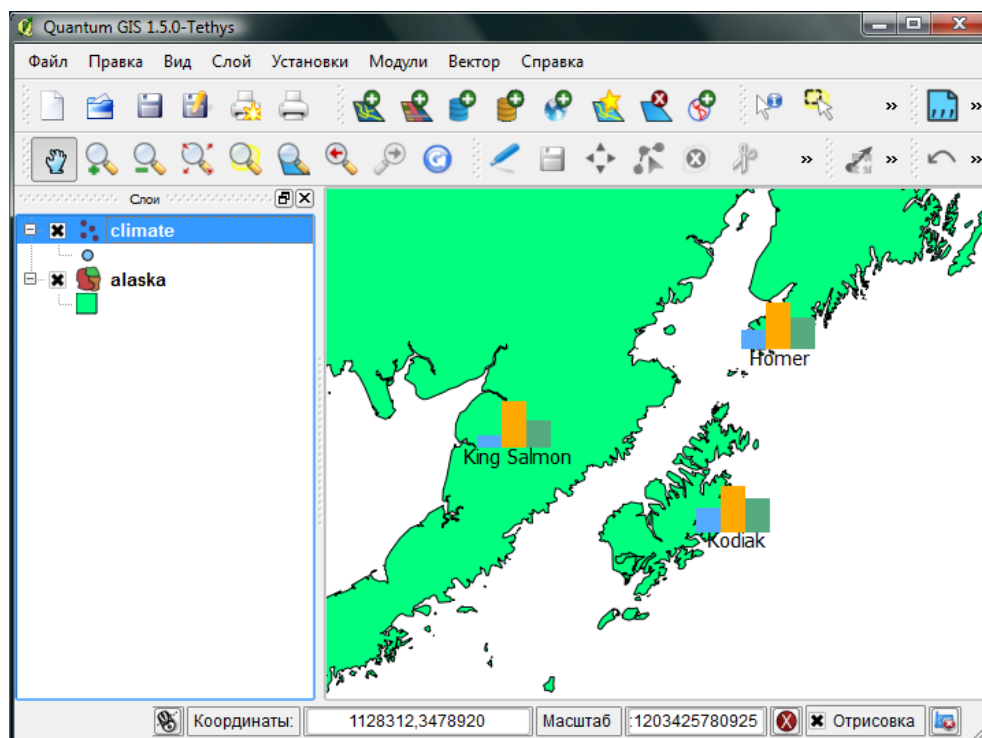 Quantum GIS 1.5.0-Tethys
Файл Правка Вид Слой Установки Модули Вектор Справка
» »
» » »
Слои
climate
alaska
Homer
King Salmon
Kodiak
Координаты: 1128312,3478920 Масштаб :1203425780925 Отрисовка